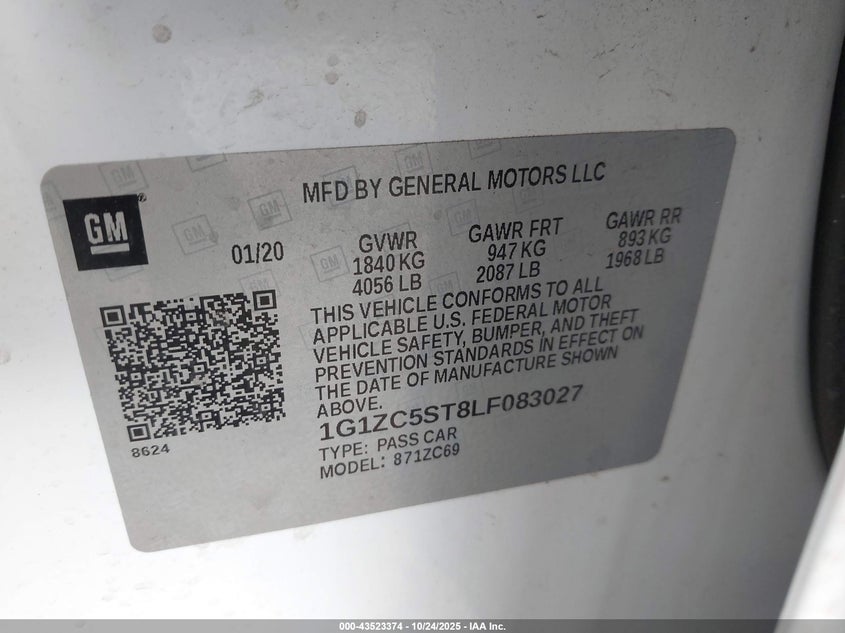 MFD BY GENERAL MOTORS LLC
GM
01/20
GVWR
1840 KG
4056 LB
GAWR FRT
947 KG
2087 LB
GAWR RR
893 KG
1968 LB
THIS VEHICLE CONFORMS TO ALL
APPLICABLE U.S. FEDERAL MOTOR
VEHICLE SAFETY, BUMPER, AND THEFT
PREVENTION STANDARDS IN EFFECT ON
THE DATE OF MANUFACTURE SHOWN
ABOVE.
1G1ZC5ST8LF083027
TYPE: PASS CAR
MODEL: 871ZC69
8624
000-43523374 - 10/24/2025 - IAA Inc.